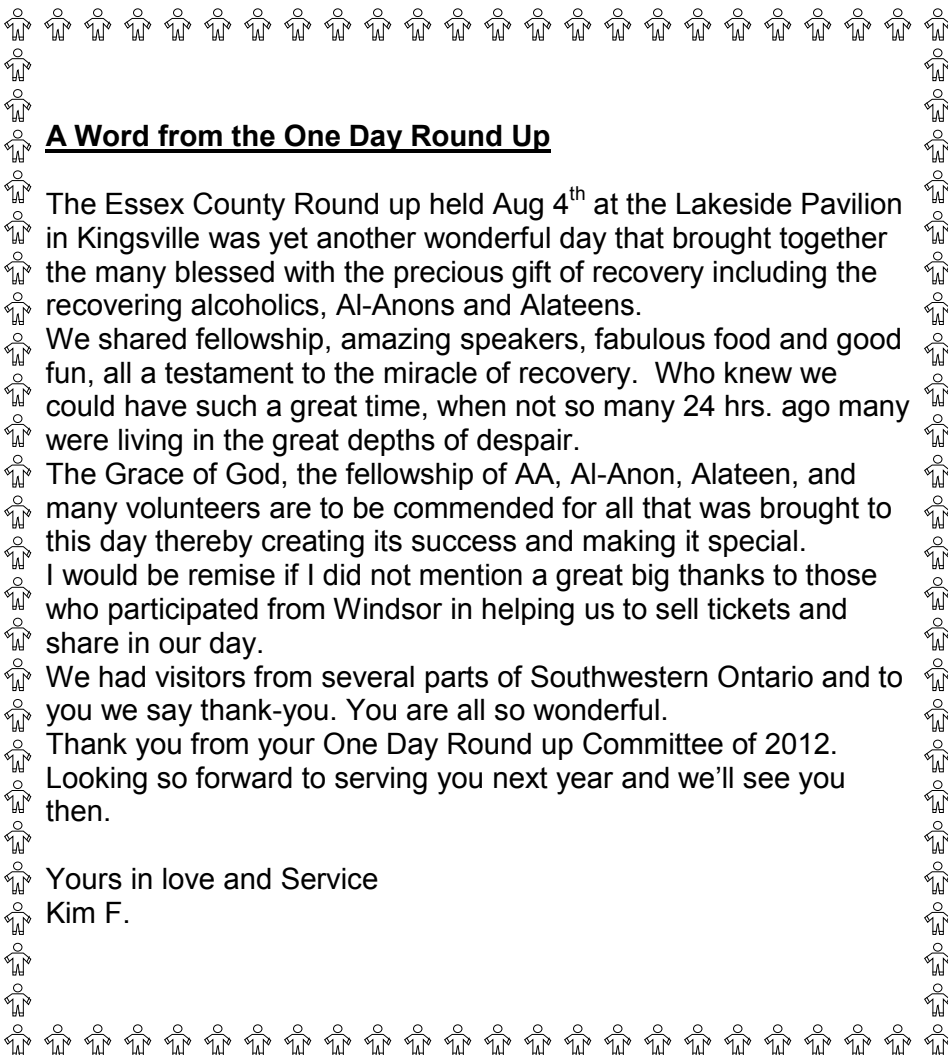 A Word from the One Day Round Up
The Essex County Round up held Aug 4th at the Lakeside Pavilion
in Kingsville was yet another wonderful day that brought together
the many blessed with the precious gift of recovery including the
recovering alcoholics, Al-Anons and Alateens.
We shared fellowship, amazing speakers, fabulous food and good
fun, all a testament to the miracle of recovery.  Who knew we
could have such a great time, when not so many 24 hrs. ago many
were living in the great depths of despair.
The Grace of God, the fellowship of AA, Al-Anon, Alateen, and
many volunteers are to be commended for all that was brought to
this day thereby creating its success and making it special.
I would be remise if I did not mention a great big thanks to those
who participated from Windsor in helping us to sell tickets and
share in our day.
We had visitors from several parts of Southwestern Ontario and to
you we say thank-you. You are all so wonderful.
Thank you from your One Day Round up Committee of 2012.
Looking so forward to serving you next year and we’ll see you
then.
Yours in love and Service
Kim F.